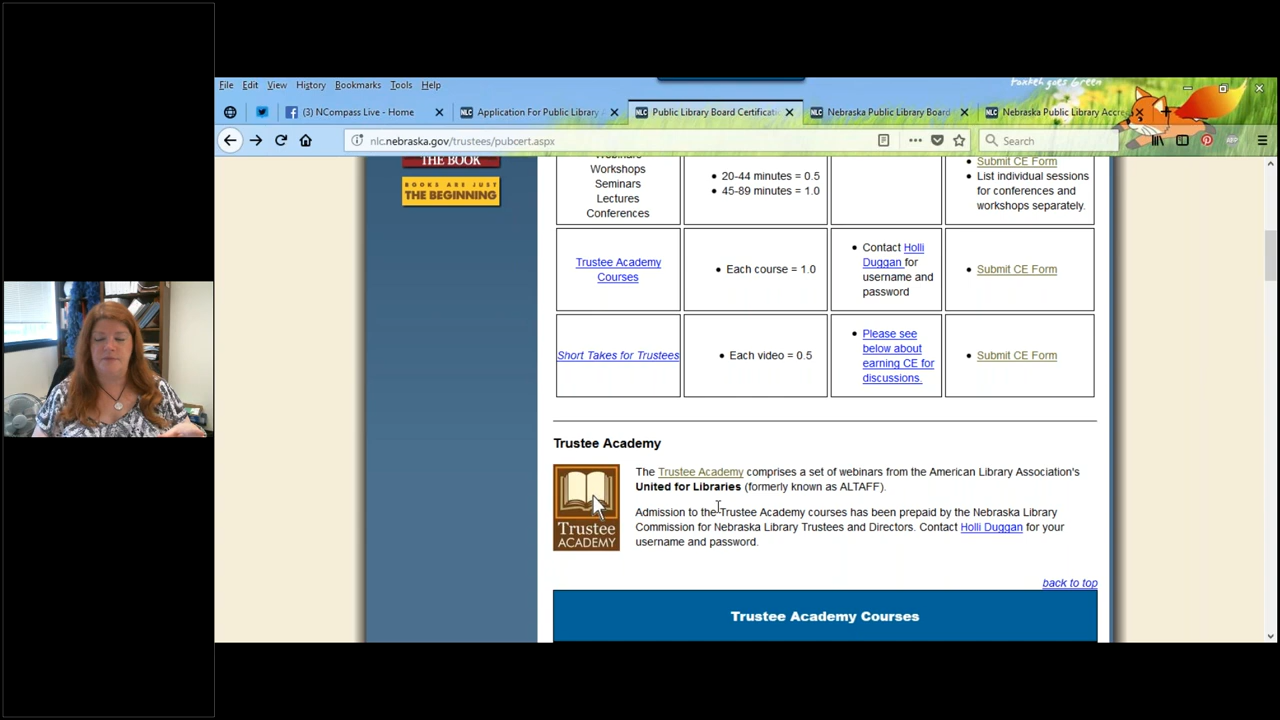 Foxkeh goes Green
File Edit View History Bookmarks Tools Help
(3) NCompass Live - Home
Application For Public Library
Public Library Board Certificati
Nebraska Public Library Board
Nebraska Public Library Accre
nlc.nebraska.gov/trustees/pubcert.aspx
Search
THE BOOK
BOOKS ARE JUST
THE BEGINNING
Webinars
Workshops
Seminars
Lectures
Conferences
• 20-44 minutes = 0.5
• 45-89 minutes = 1.0
Submit CE Form
• List individual sessions
for conferences and
workshops separately.
Trustee Academy
Courses
• Each course = 1.0
• Contact Holli
Duggan for
username and
password
• Submit CE Form
Short Takes for Trustees
• Each video = 0.5
• Please see
below about
earning CE for
discussions.
• Submit CE Form
Trustee Academy
Trustee
ACADEMY
The Trustee Academy comprises a set of webinars from the American Library Association's
United for Libraries (formerly known as ALTAFF).
Admission to the Trustee Academy courses has been prepaid by the Nebraska Library
Commission for Nebraska Library Trustees and Directors. Contact Holli Duggan for your
username and password.
back to top
Trustee Academy Courses